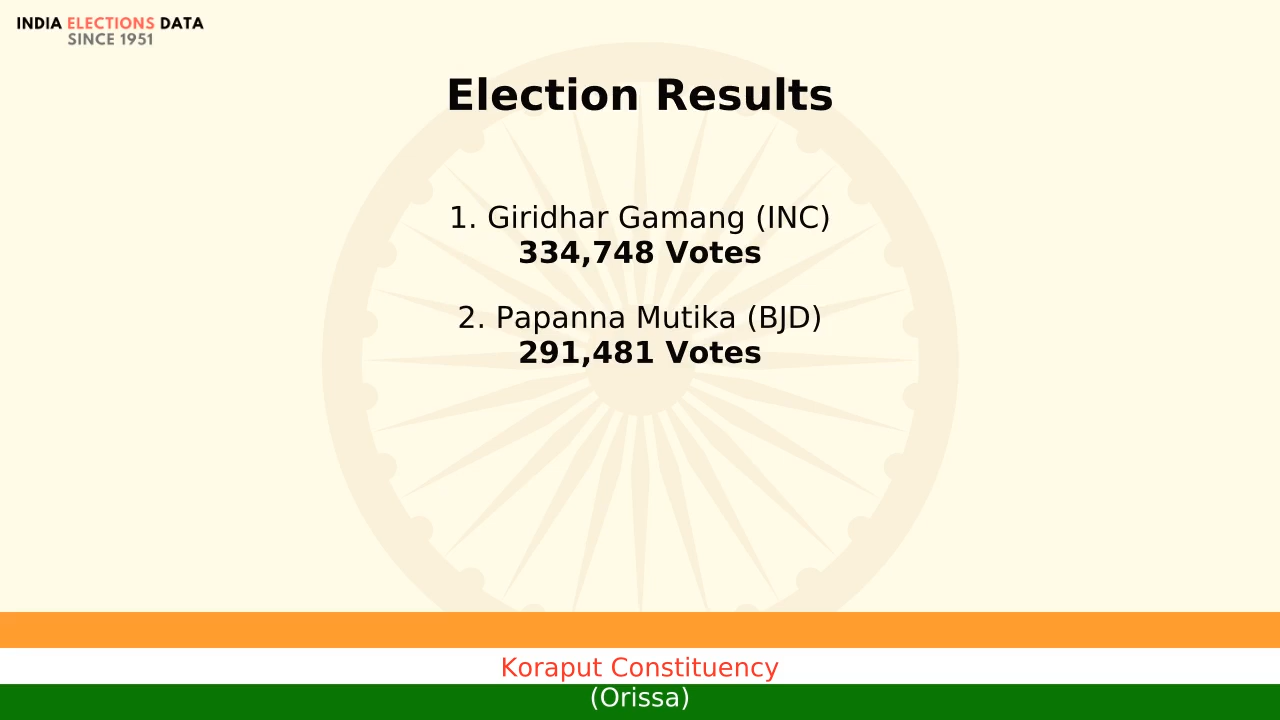 INDIA ELECTIONS DATA
SINCE 1951
Election Results
1. Giridhar Gamang (INC)
334,748 Votes
2. Papanna Mutika (BJD)
291,481 Votes
Koraput Constituency
(Orissa)